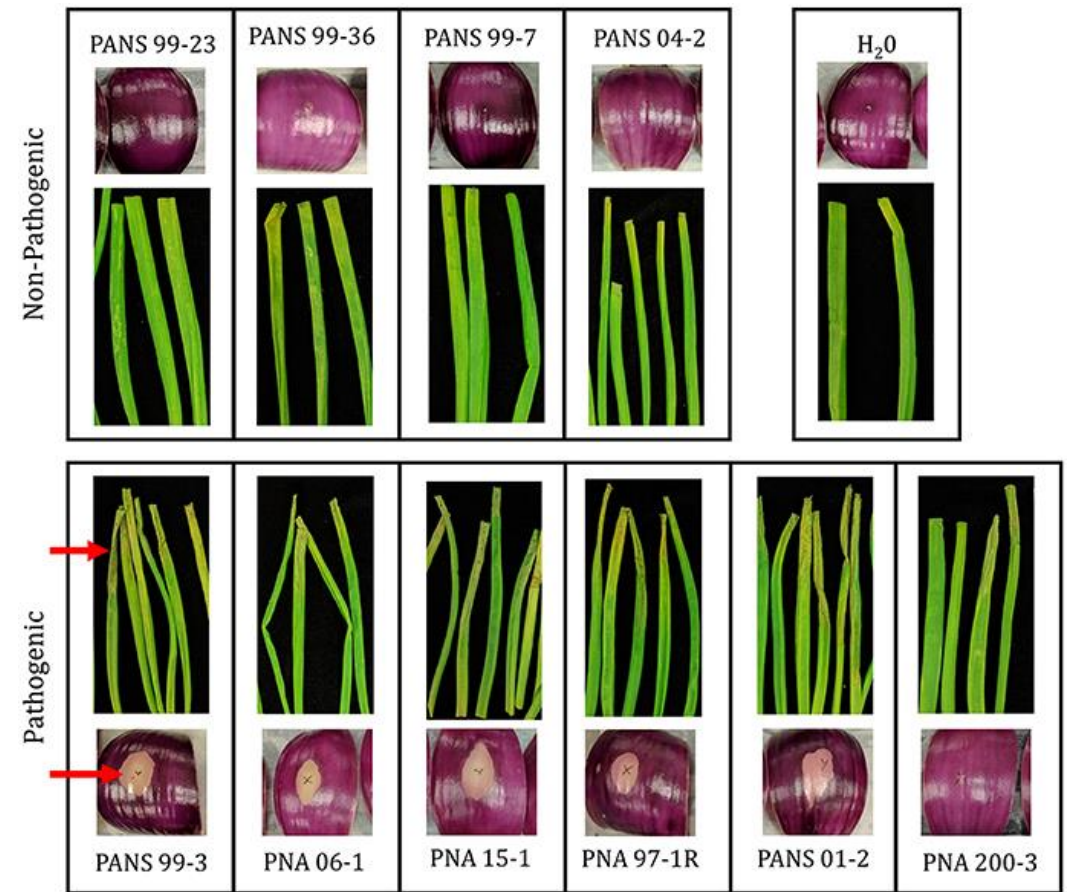 PANS 99-23
PANS 99-36
PANS 99-7
PANS 04-2
H₂0
Non-Pathogenic
Pathogenic
PANS 99-3
PNA 06-1
PNA 15-1
PNA 97-1R
PANS 01-2
PNA 200-3